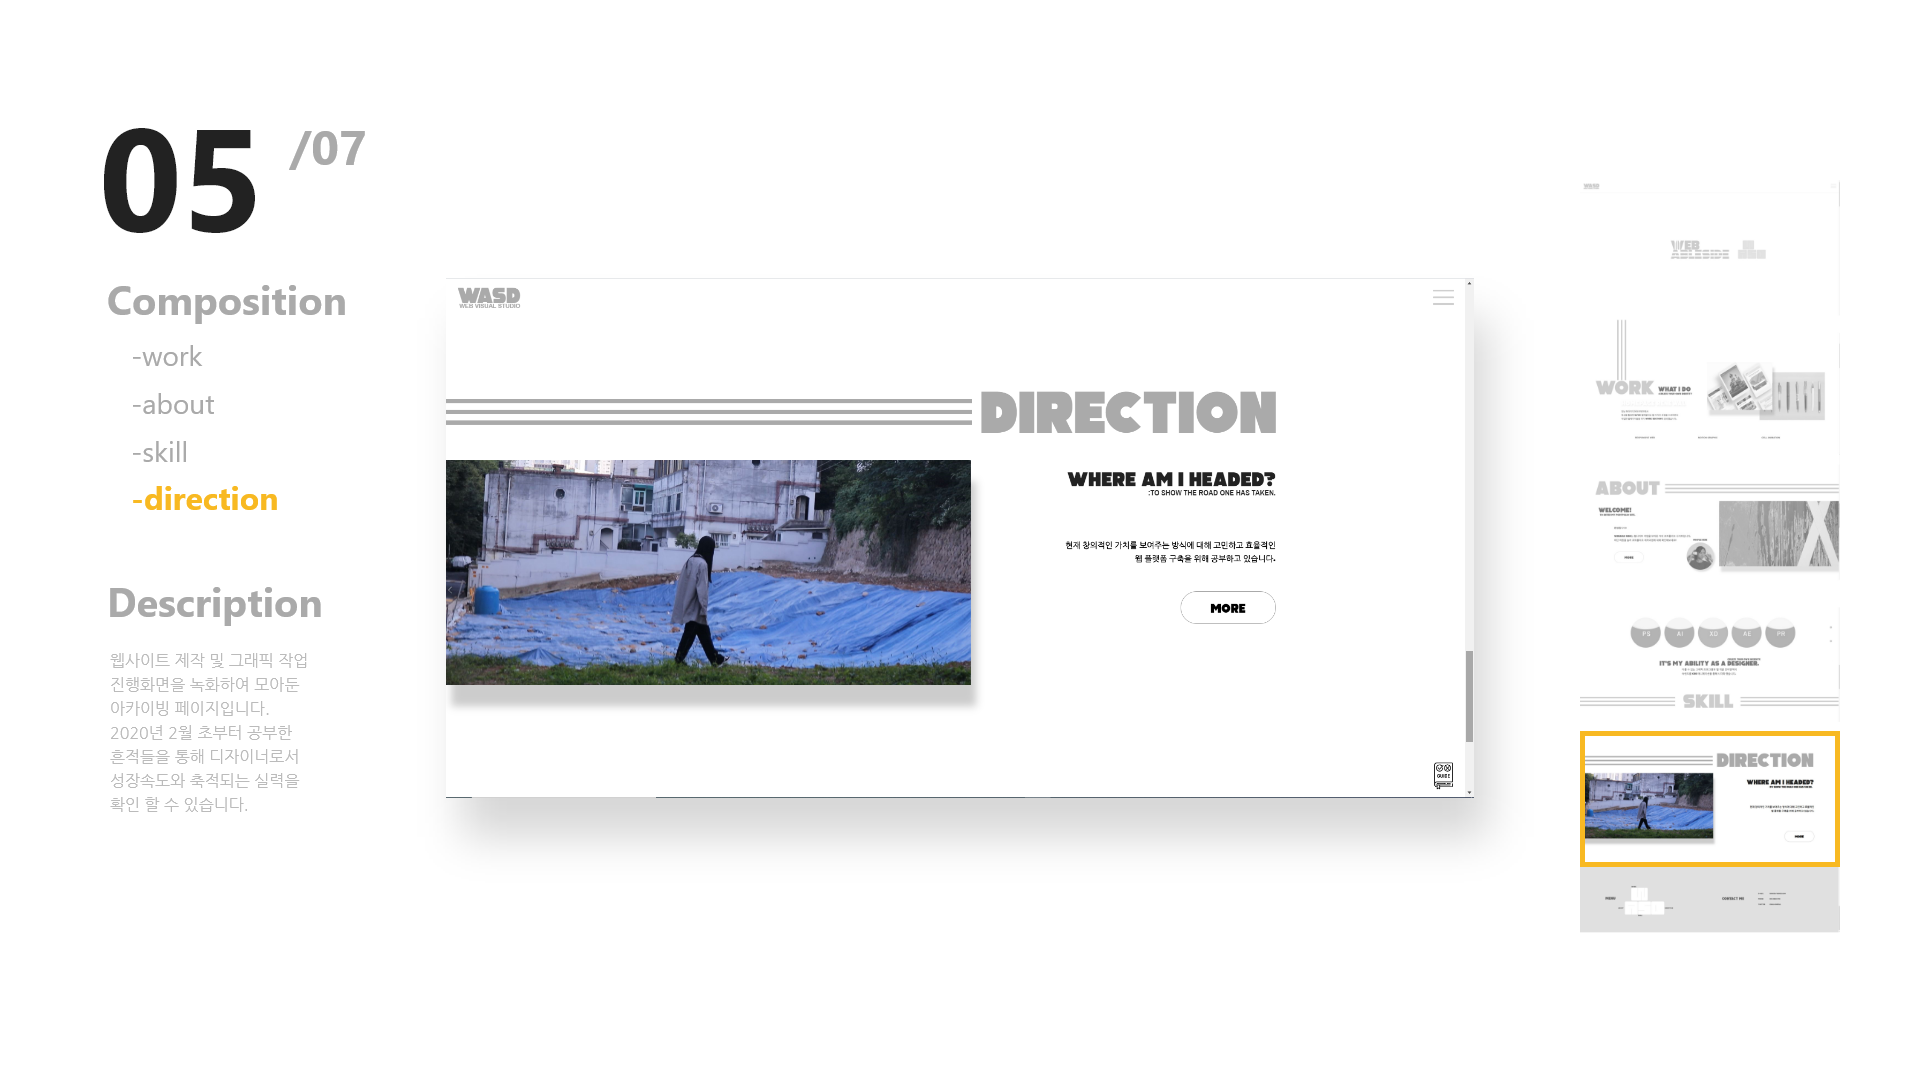 05 /07
Composition
-work
-about
-skill
-direction
Description
웹사이트 제작 및 그래픽 작업
진행화면을 녹화하여 모아둔
아카이빙 페이지입니다.
2020년 2월 초부터 공부한
흔적들을 통해 디자이너로서
성장속도와 축적되는 실력을
확인 할 수 있습니다.
WASD
WEB VISUAL STUDIO
DIRECTION
WHERE AM I HEADED?
:TO SHOW THE ROAD ONE HAS TAKEN.
현재 창의적인 가치를 보여주는 방식에 대해 고민하고 효율적인
웹 플랫폼 구축을 위해 공부하고 있습니다.
MORE
GUIDE
WASD
WEB
WORK WHAT I DO
ABOUT
WELCOME!
MORE
PS AI XD AE PR
IT'S MY ABILITY AS A DESIGNER.
SKILL
DIRECTION
WHERE AM I HEADED?
MORE
CONTACT ME